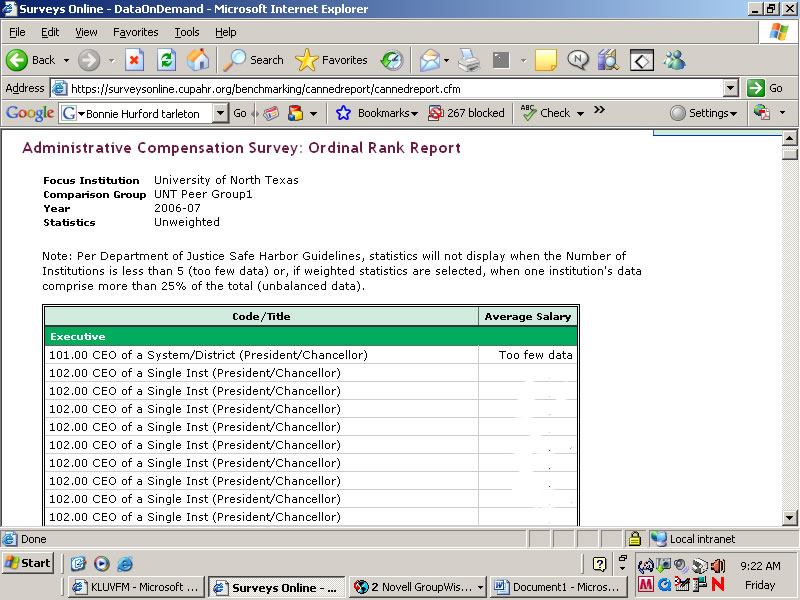 Surveys Online - DataOnDemand - Microsoft Internet Explorer
File Edit View Favorites Tools Help
Back Search Favorites
Address https://surveysonline.cupahr.org/benchmarking/cannedreport/cannedreport.cfm Go
Google G Bonnie Hurford tarleton Go Bookmarks 267 blocked ABC Check » Settings
Administrative Compensation Survey: Ordinal Rank Report
Focus Institution University of North Texas
Comparison Group UNT Peer Group1
Year 2006-07
Statistics Unweighted
Note: Per Department of Justice Safe Harbor Guidelines, statistics will not display when the Number of
Institutions is less than 5 (too few data) or, if weighted statistics are selected, when one institution's data
comprise more than 25% of the total (unbalanced data).
Code/Title Average Salary
Executive
101.00 CEO of a System/District (President/Chancellor) Too few data
102.00 CEO of a Single Inst (President/Chancellor)
102.00 CEO of a Single Inst (President/Chancellor)
102.00 CEO of a Single Inst (President/Chancellor)
102.00 CEO of a Single Inst (President/Chancellor)
102.00 CEO of a Single Inst (President/Chancellor)
102.00 CEO of a Single Inst (President/Chancellor)
102.00 CEO of a Single Inst (President/Chancellor)
102.00 CEO of a Single Inst (President/Chancellor)
102.00 CEO of a Single Inst (President/Chancellor)
Done Local intranet
Start 9:22 AM
KLUVFM - Microsoft ... Surveys Online - ... 2 Novell GroupWis... Document1 - Micros... Friday